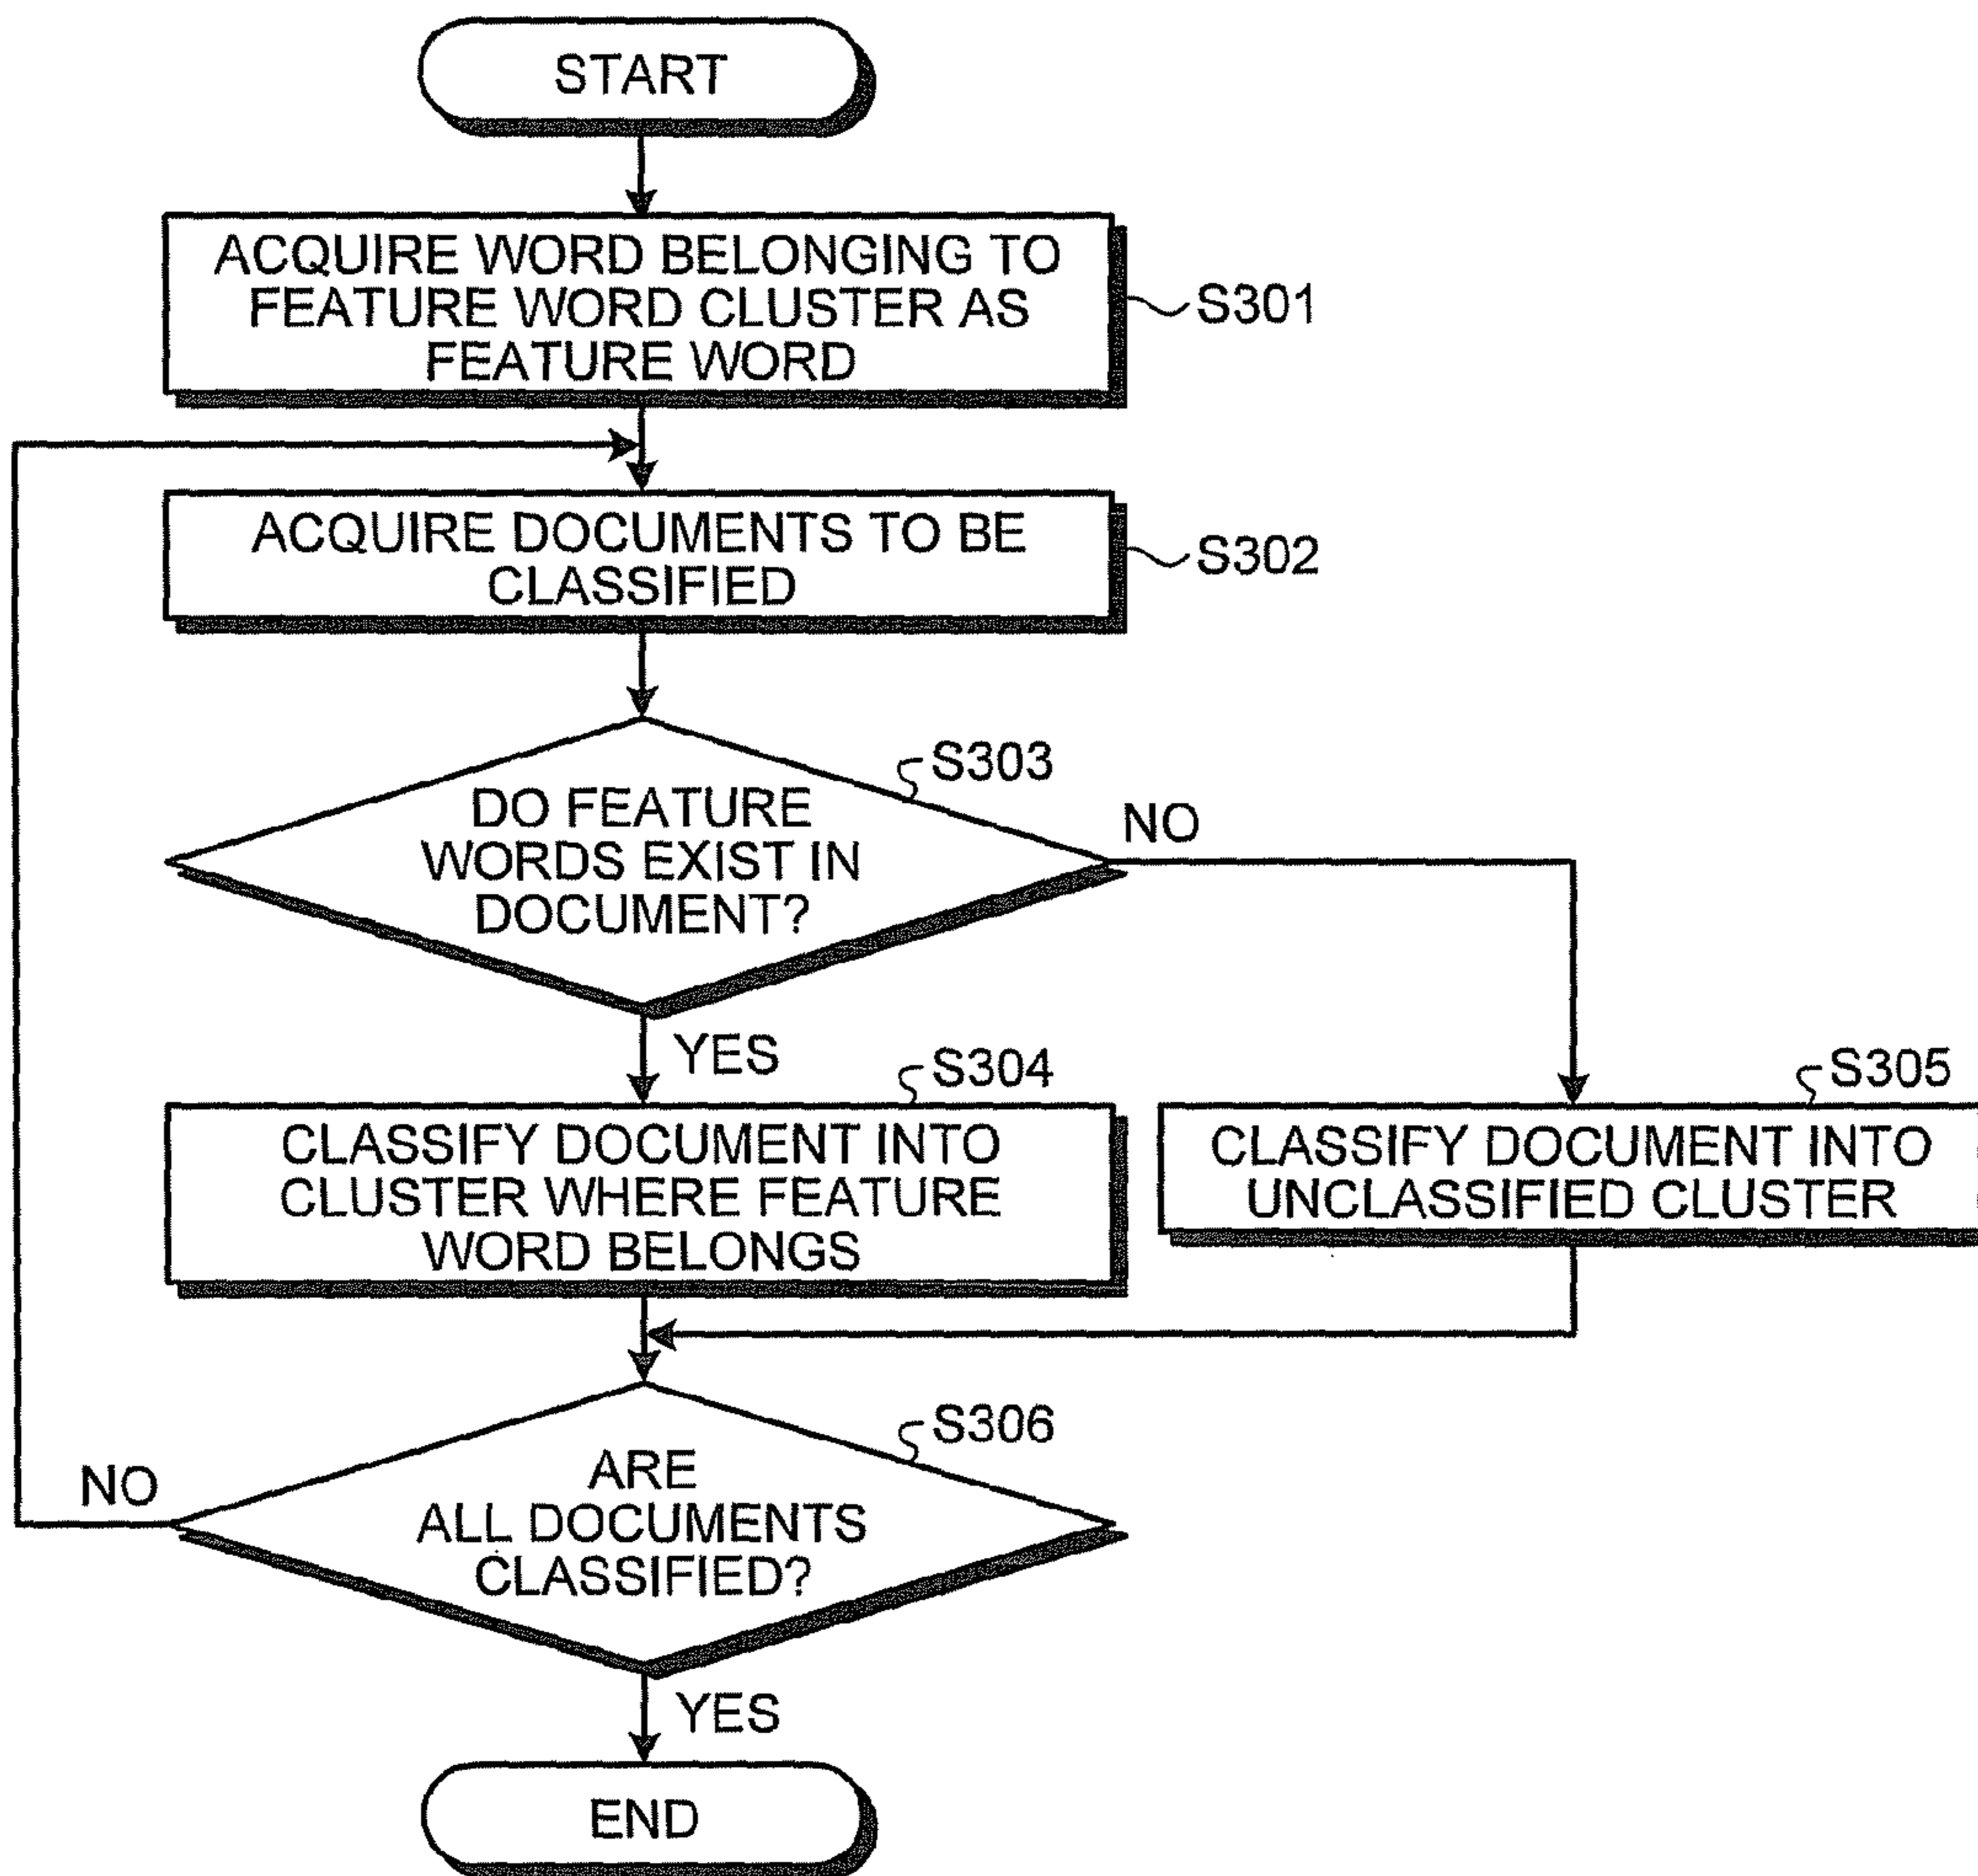 START
ACQUIRE WORD BELONGING TO
FEATURE WORD CLUSTER AS
FEATURE WORD
S301
ACQUIRE DOCUMENTS TO BE
CLASSIFIED
S302
S303
DO FEATURE
WORDS EXIST IN
DOCUMENT?
NO
YES
S304
CLASSIFY DOCUMENT INTO
CLUSTER WHERE FEATURE
WORD BELONGS
S305
CLASSIFY DOCUMENT INTO
UNCLASSIFIED CLUSTER
S306
ARE
ALL DOCUMENTS
CLASSIFIED?
NO
YES
END